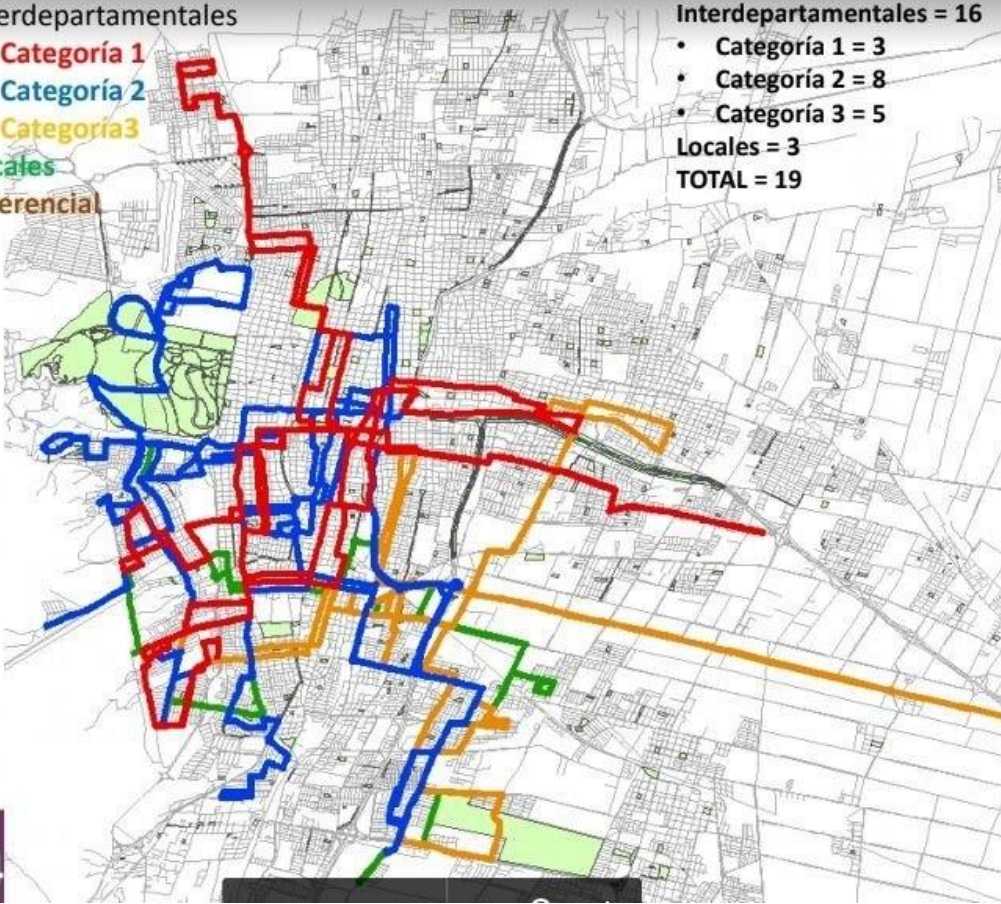 erdepartamentales
Categoría 1
Categoría 2
Categoría3
cales
erencial
Interdepartamentales = 16
• Categoría 1 = 3
• Categoría 2 = 8
• Categoría 3 = 5
Locales = 3
TOTAL = 19